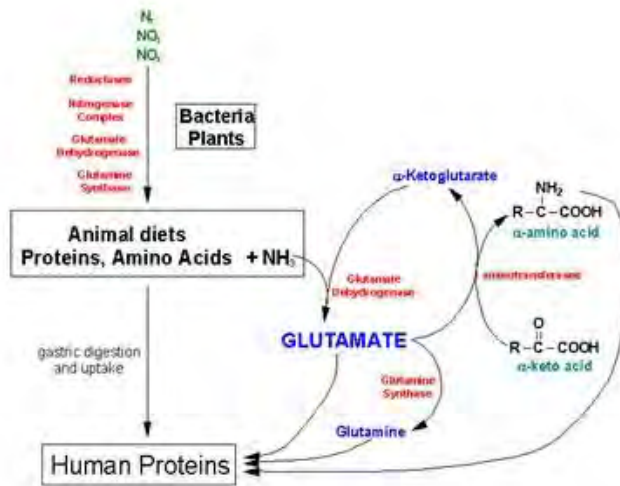 N₂
NO₂
NO₃
Reductases
Nitrogenase
Complex
Glutamate
Dehydrogenase
Glutamine
Synthase
Bacteria
Plants
Animal diets
Proteins, Amino Acids + NH₃
gastric digestion
and uptake
Human Proteins
α-Ketoglutarate
Glutamate
Dehydrogenase
GLUTAMATE
Glutamine
Synthase
Glutamine
NH₂
R-C-COOH
α-amino acid
aminotransferases
O
R-C-COOH
α-keto acid